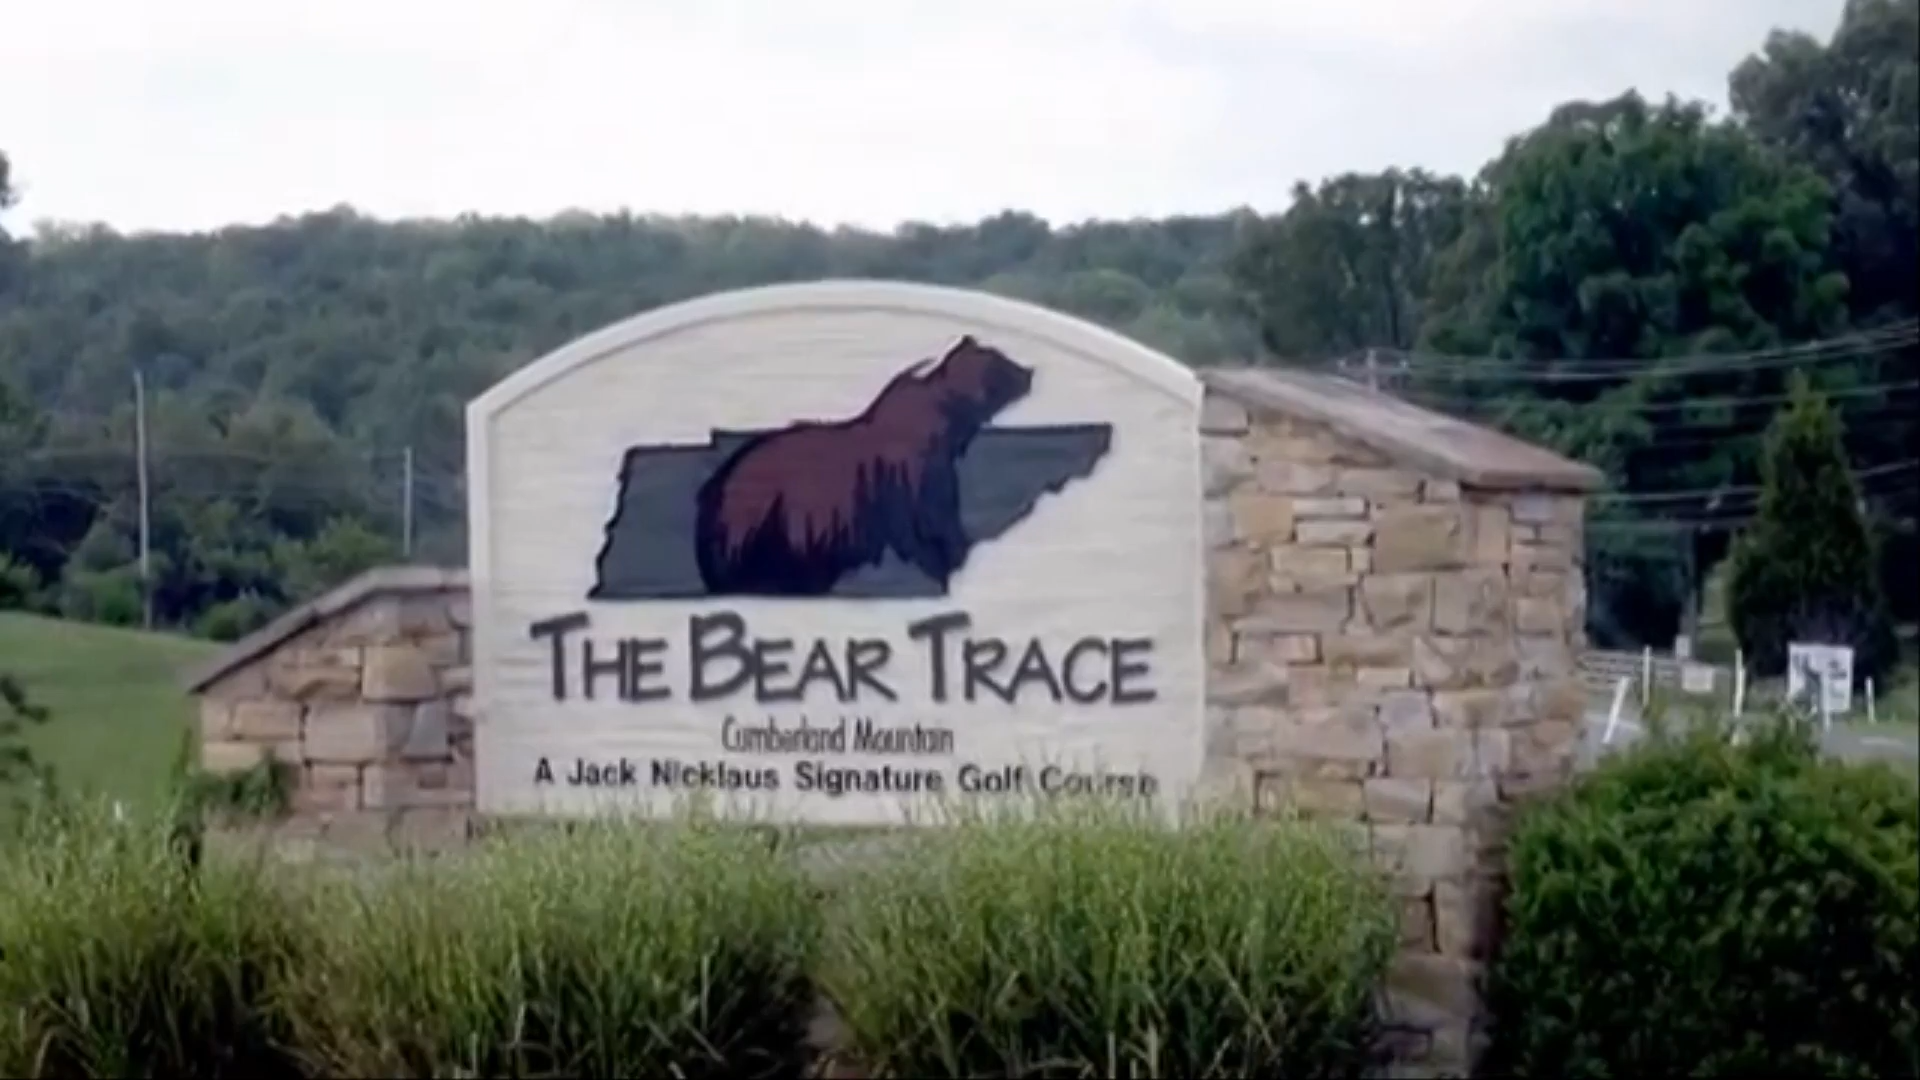 THE BEAR TRACE
Cumberland Mountain
A Jack Nicklaus Signature Golf Course